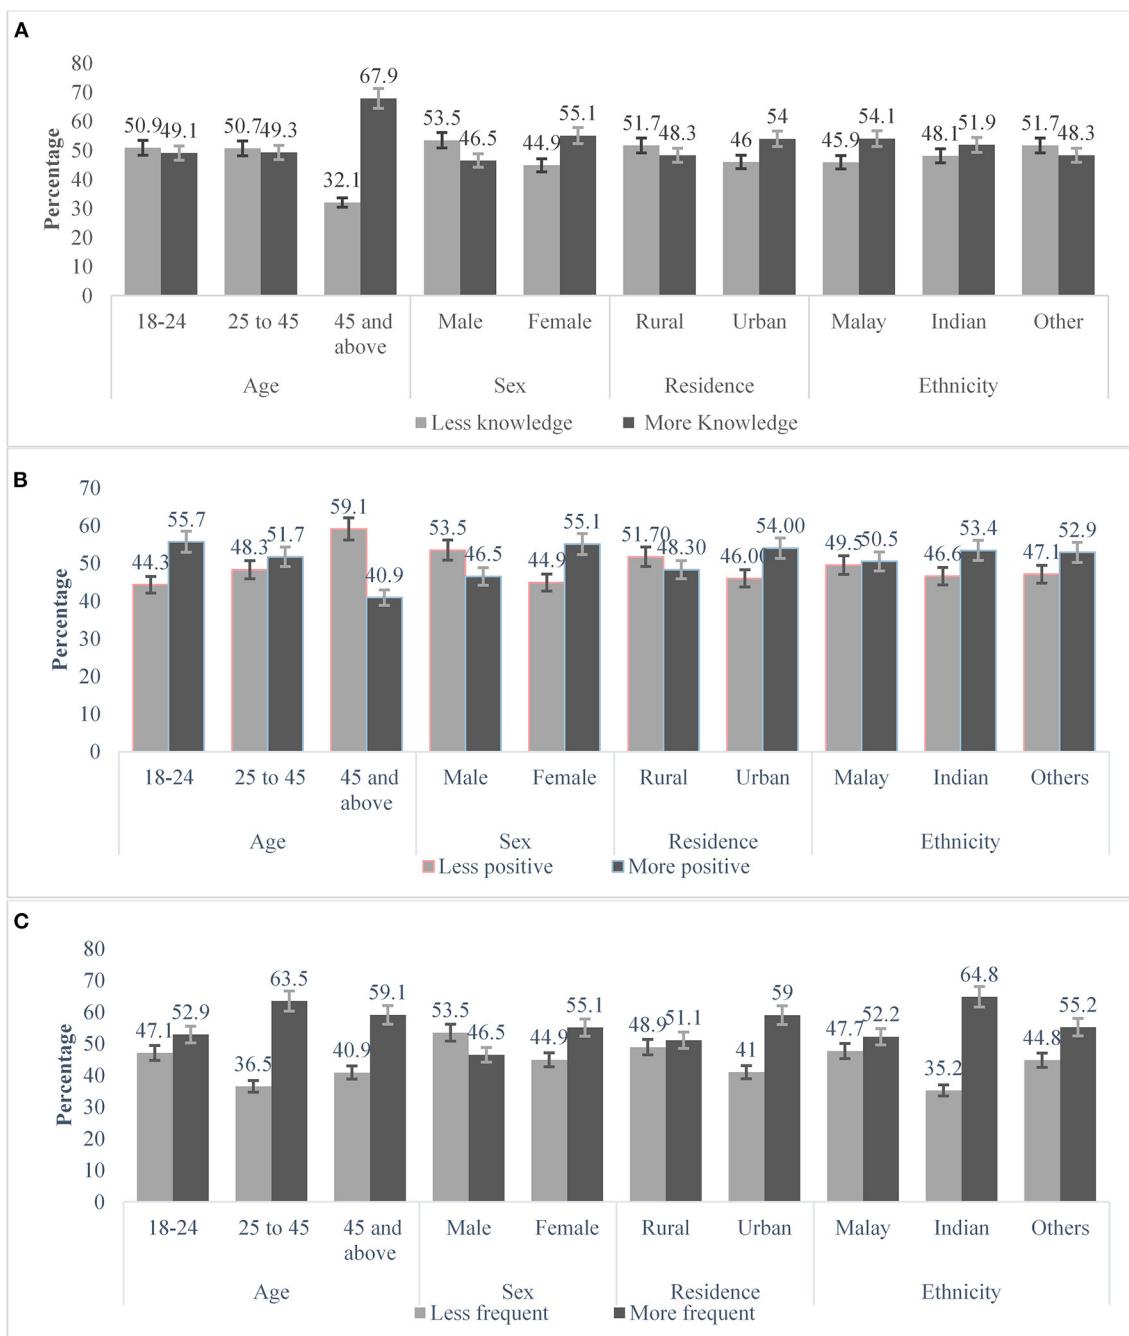 A
80
70
60
50
40
30
20
10
0
Percentage
50.9 49.1 50.7 49.3 32.1 67.9 53.5 46.5 44.9 55.1 51.7 48.3 46 54 45.9 54.1 48.1 51.9 51.7 48.3
18-24 25 to 45 45 and above Male Female Rural Urban Malay Indian Other
Age Sex Residence Ethnicity
Less knowledge More Knowledge
B
70
60
50
40
30
20
10
0
Percentage
44.3 55.7 48.3 51.7 59.1 40.9 53.5 46.5 44.9 55.1 51.70 48.30 46.00 54.00 49.5 50.5 46.6 53.4 47.1 52.9
18-24 25 to 45 45 and above Male Female Rural Urban Malay Indian Others
Age Sex Residence Ethnicity
Less positive More positive
C
80
70
60
50
40
30
20
10
0
Percentage
47.1 52.9 36.5 63.5 40.9 59.1 53.5 46.5 44.9 55.1 48.9 51.1 41 59 47.7 52.2 35.2 64.8 44.8 55.2
18-24 25 to 45 45 and above Male Female Rural Urban Malay Indian Others
Age Sex Residence Ethnicity
Less frequent More frequent